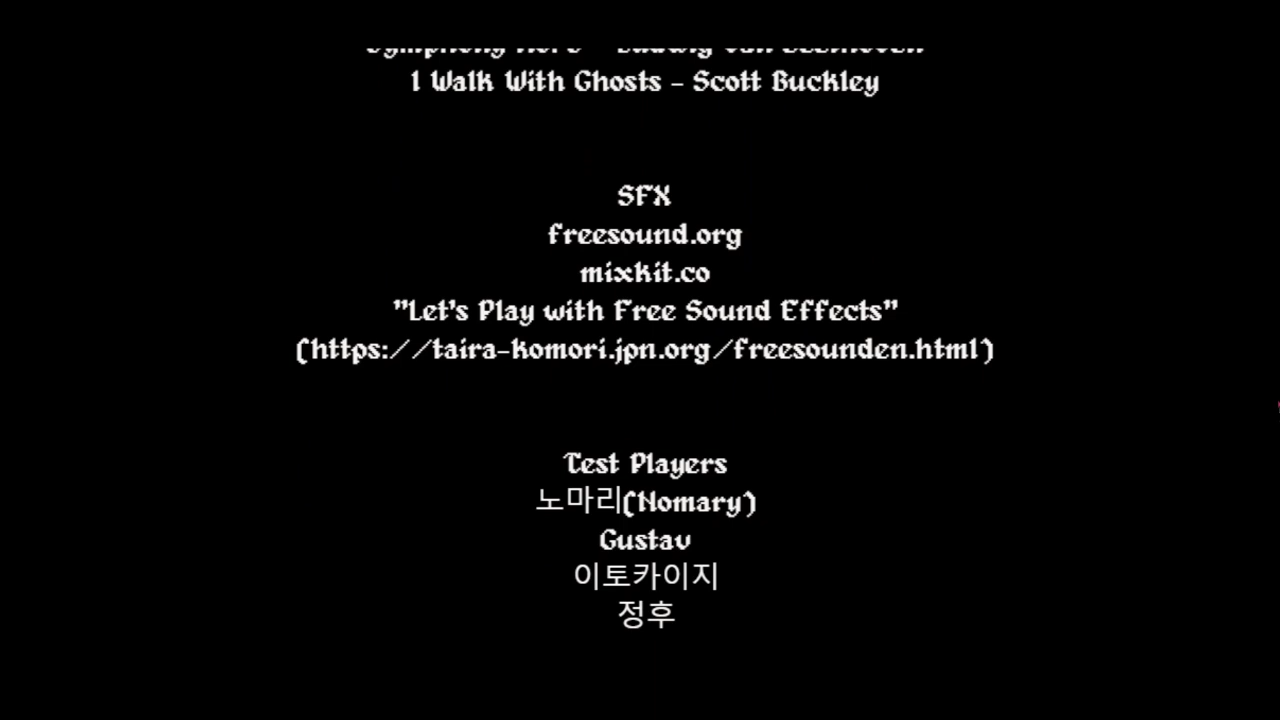 I Walk With Ghosts - Scott Buckley
SFX
freesound.org
mixkit.co
"Let's Play with Free Sound Effects"
(https://taira-komori.jpn.org/freesounden.html)
Test Players
노마리(Nomary)
Gustav
이토카이지
정후